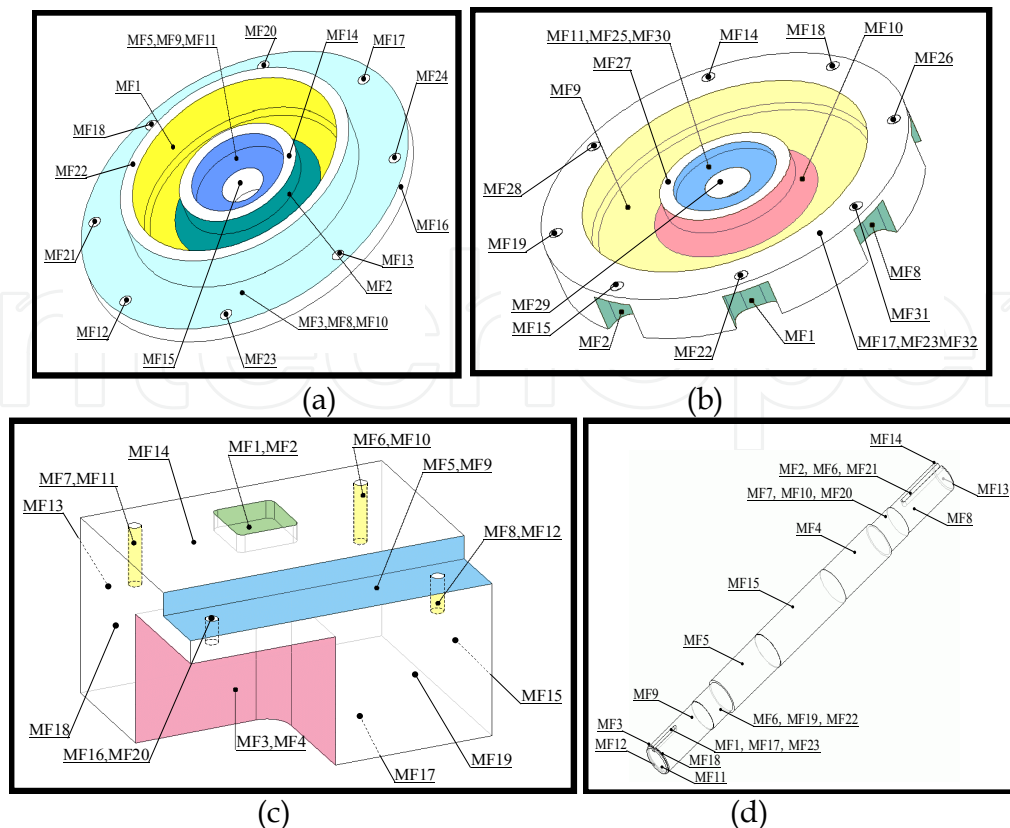 MF20
MF5,MF9,MF11
MF14
MF17
MF24
MF1
MF18
MF22
MF16
MF21
MF13
MF2
MF12
MF3,MF8,MF10
MF15
MF23
(a)
MF18
MF11,MF25,MF30
MF14
MF10
MF27
MF26
MF9
MF28
MF19
MF8
MF29
MF15
MF31
MF2
MF1
MF22
MF17,MF23MF32
(b)
MF6,MF10
MF14
MF1,MF2
MF7,MF11
MF5,MF9
MF13
MF8,MF12
MF15
MF18
MF16,MF20
MF3,MF4
MF19
MF17
(c)
MF14
MF2, MF6, MF21
MF13
MF7, MF10, MF20
MF8
MF4
MF15
MF5
MF9
MF3
MF6, MF19, MF22
MF12
MF1, MF17, MF23
MF18
MF11
(d)